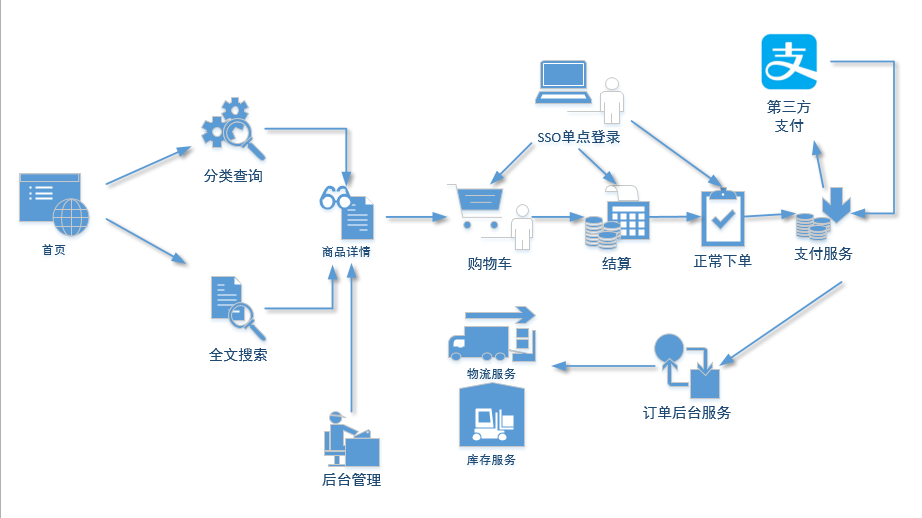 支
第三方
支付
SSO单点登录
分类查询
首页
商品详情
购物车
结算
正常下单
支付服务
全文搜索
物流服务
订单后台服务
库存服务
后台管理